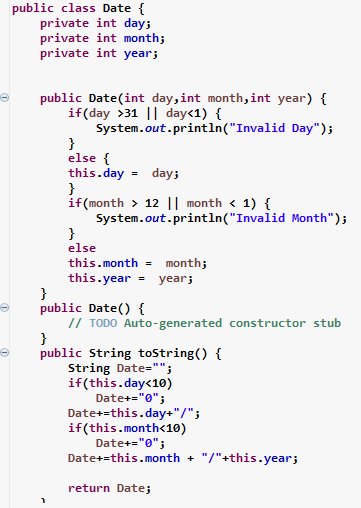 public class Date {
    private int day;
    private int month;
    private int year;
    public Date(int day,int month,int year) {
        if(day >31 || day<1) {
            System.out.println("Invalid Day");
        }
        else {
        this.day =  day;
        }
        if(month > 12 || month < 1) {
            System.out.println("Invalid Month");
        }
        else
        this.month =  month;
        this.year =  year;
    }
    public Date() {
        // TODO Auto-generated constructor stub
    }
    public String toString() {
        String Date="";
        if(this.day<10)
            Date+="0";
        Date+=this.day+"/";
        if(this.month<10)
            Date+="0";
        Date+=this.month + "/"+this.year;
        return Date;
    }